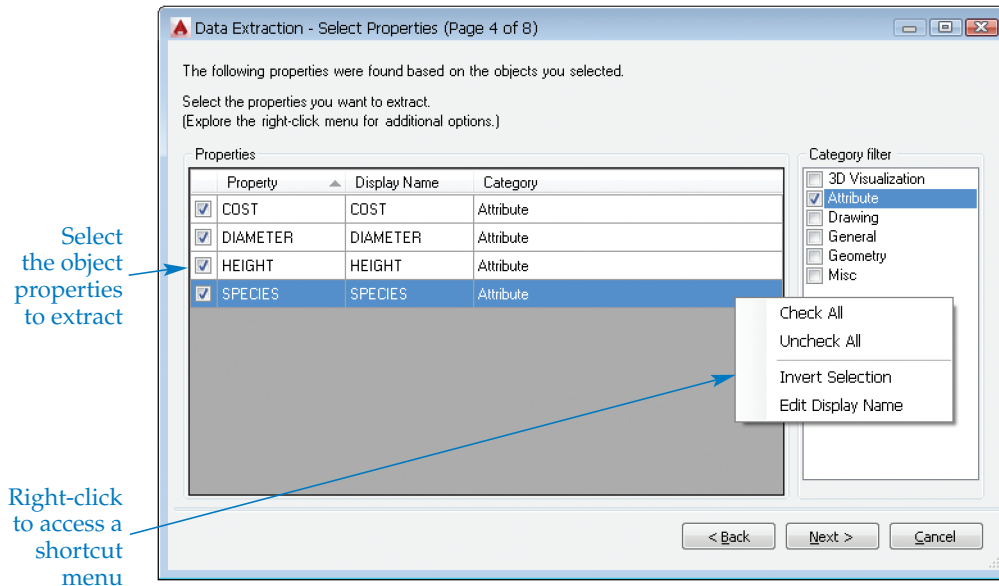 Data Extraction - Select Properties (Page 4 of 8)
The following properties were found based on the objects you selected.
Select the properties you want to extract.
(Explore the right-click menu for additional options.)
Properties
Property Display Name Category
COST COST Attribute
DIAMETER DIAMETER Attribute
HEIGHT HEIGHT Attribute
SPECIES SPECIES Attribute
Category filter
3D Visualization
Attribute
Drawing
General
Geometry
Misc
Check All
Uncheck All
Invert Selection
Edit Display Name
< Back Next > Cancel
Select
the object
properties
to extract
Right-click
to access a
shortcut
menu